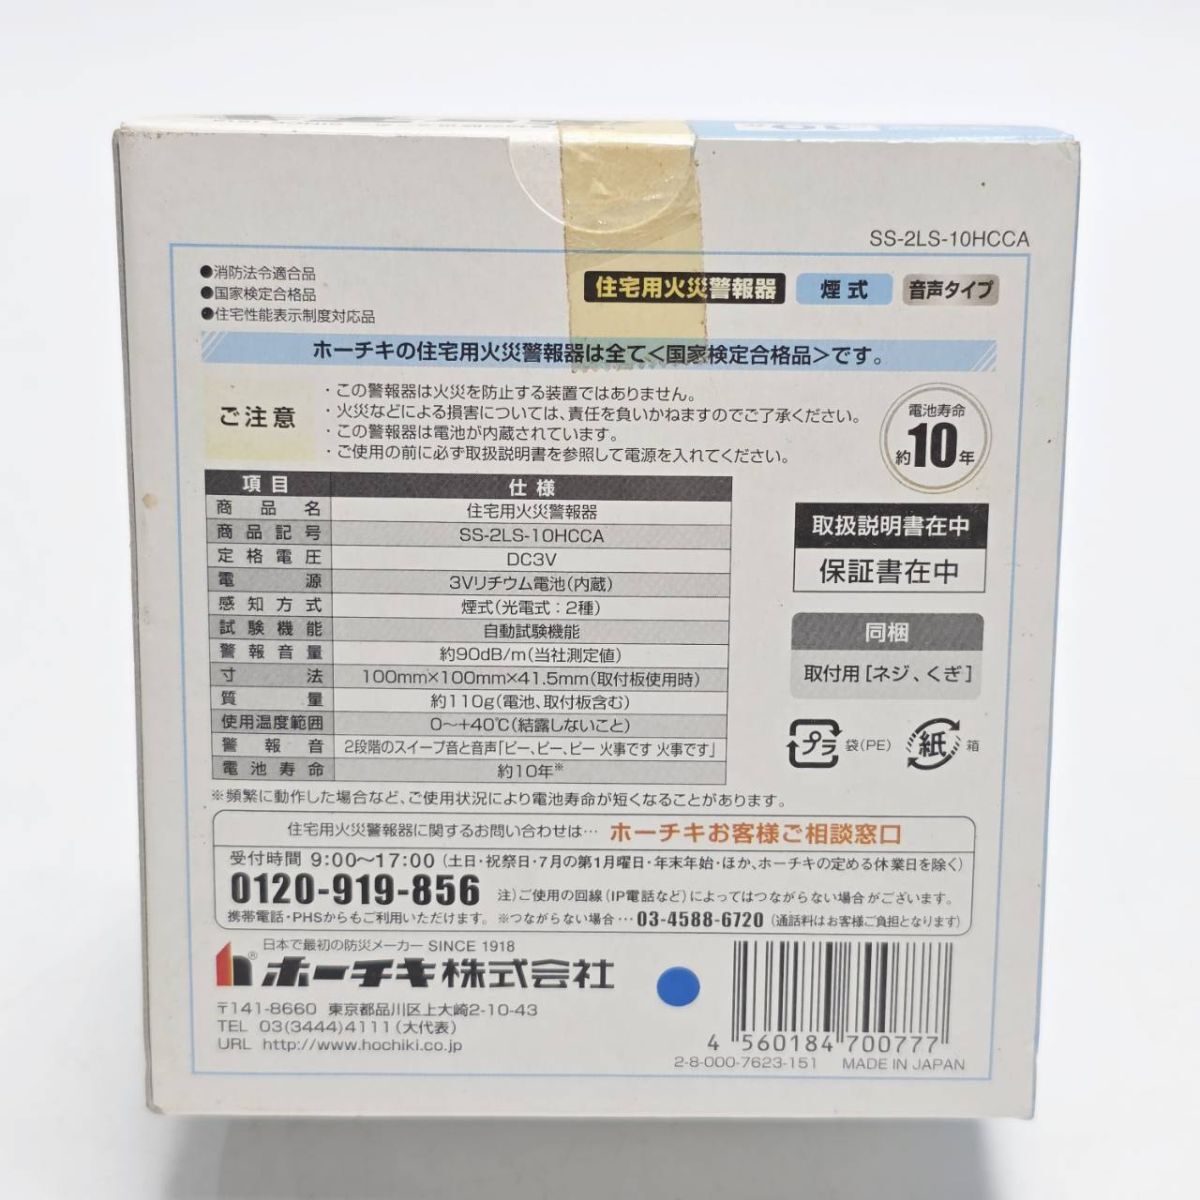 SS-2LS-10HCCA
●消防法令適合品
●国家検定合格品
●住宅性能表示制度対応品
住宅用火災警報器 煙式 音声タイプ
ホーチキの住宅用火災警報器は全て<国家検定合格品>です。
ご注意
・この警報器は火災を防止する装置ではありません。
・火災などによる損害については、責任を負いかねますのでご了承ください。
・この警報器は電池が内蔵されています。
・ご使用の前に必ず取扱説明書を参照して電源を入れてください。
電池寿命
約10年
項目 仕様
商品名 住宅用火災警報器
商品記号 SS-2LS-10HCCA
定格電圧 DC3V
電源 3Vリチウム電池(内蔵)
感知方式 煙式(光電式:2種)
試験機能 自動試験機能
警報音量 約90dB/m(当社測定値)
寸法 100mm×100mm×41.5mm(取付板使用時)
質量 約110g(電池、取付板含む)
使用温度範囲 0〜+40℃(結露しないこと)
警報音 2段階のスイープ音と音声「ピー、ピー、ピー 火事です 火事です」
電池寿命 約10年※
※頻繁に動作した場合など、ご使用状況により電池寿命が短くなることがあります。
取扱説明書在中
保証書在中
同梱
取付用[ネジ、くぎ]
プラ 袋(PE) 紙 箱
住宅用火災警報器に関するお問い合わせは… ホーチキお客様ご相談窓口
受付時間 9:00〜17:00(土日・祝祭日・7月の第1月曜日・年末年始・ほか、ホーチキの定める休業日を除く)
0120-919-856 注)ご使用の回線(IP電話など)によってはつながらない場合がございます。
携帯電話・PHSからもご利用いただけます。※つながらない場合…03-4588-6720(通話料はお客様ご負担となります)
日本で最初の防災メーカー SINCE 1918
ホーチキ株式会社
〒141-8660 東京都品川区上大崎2-10-43
TEL 03(3444)4111(大代表)
URL http://www.hochiki.co.jp
4 560184 700777
2-8-000-7623-151 MADE IN JAPAN